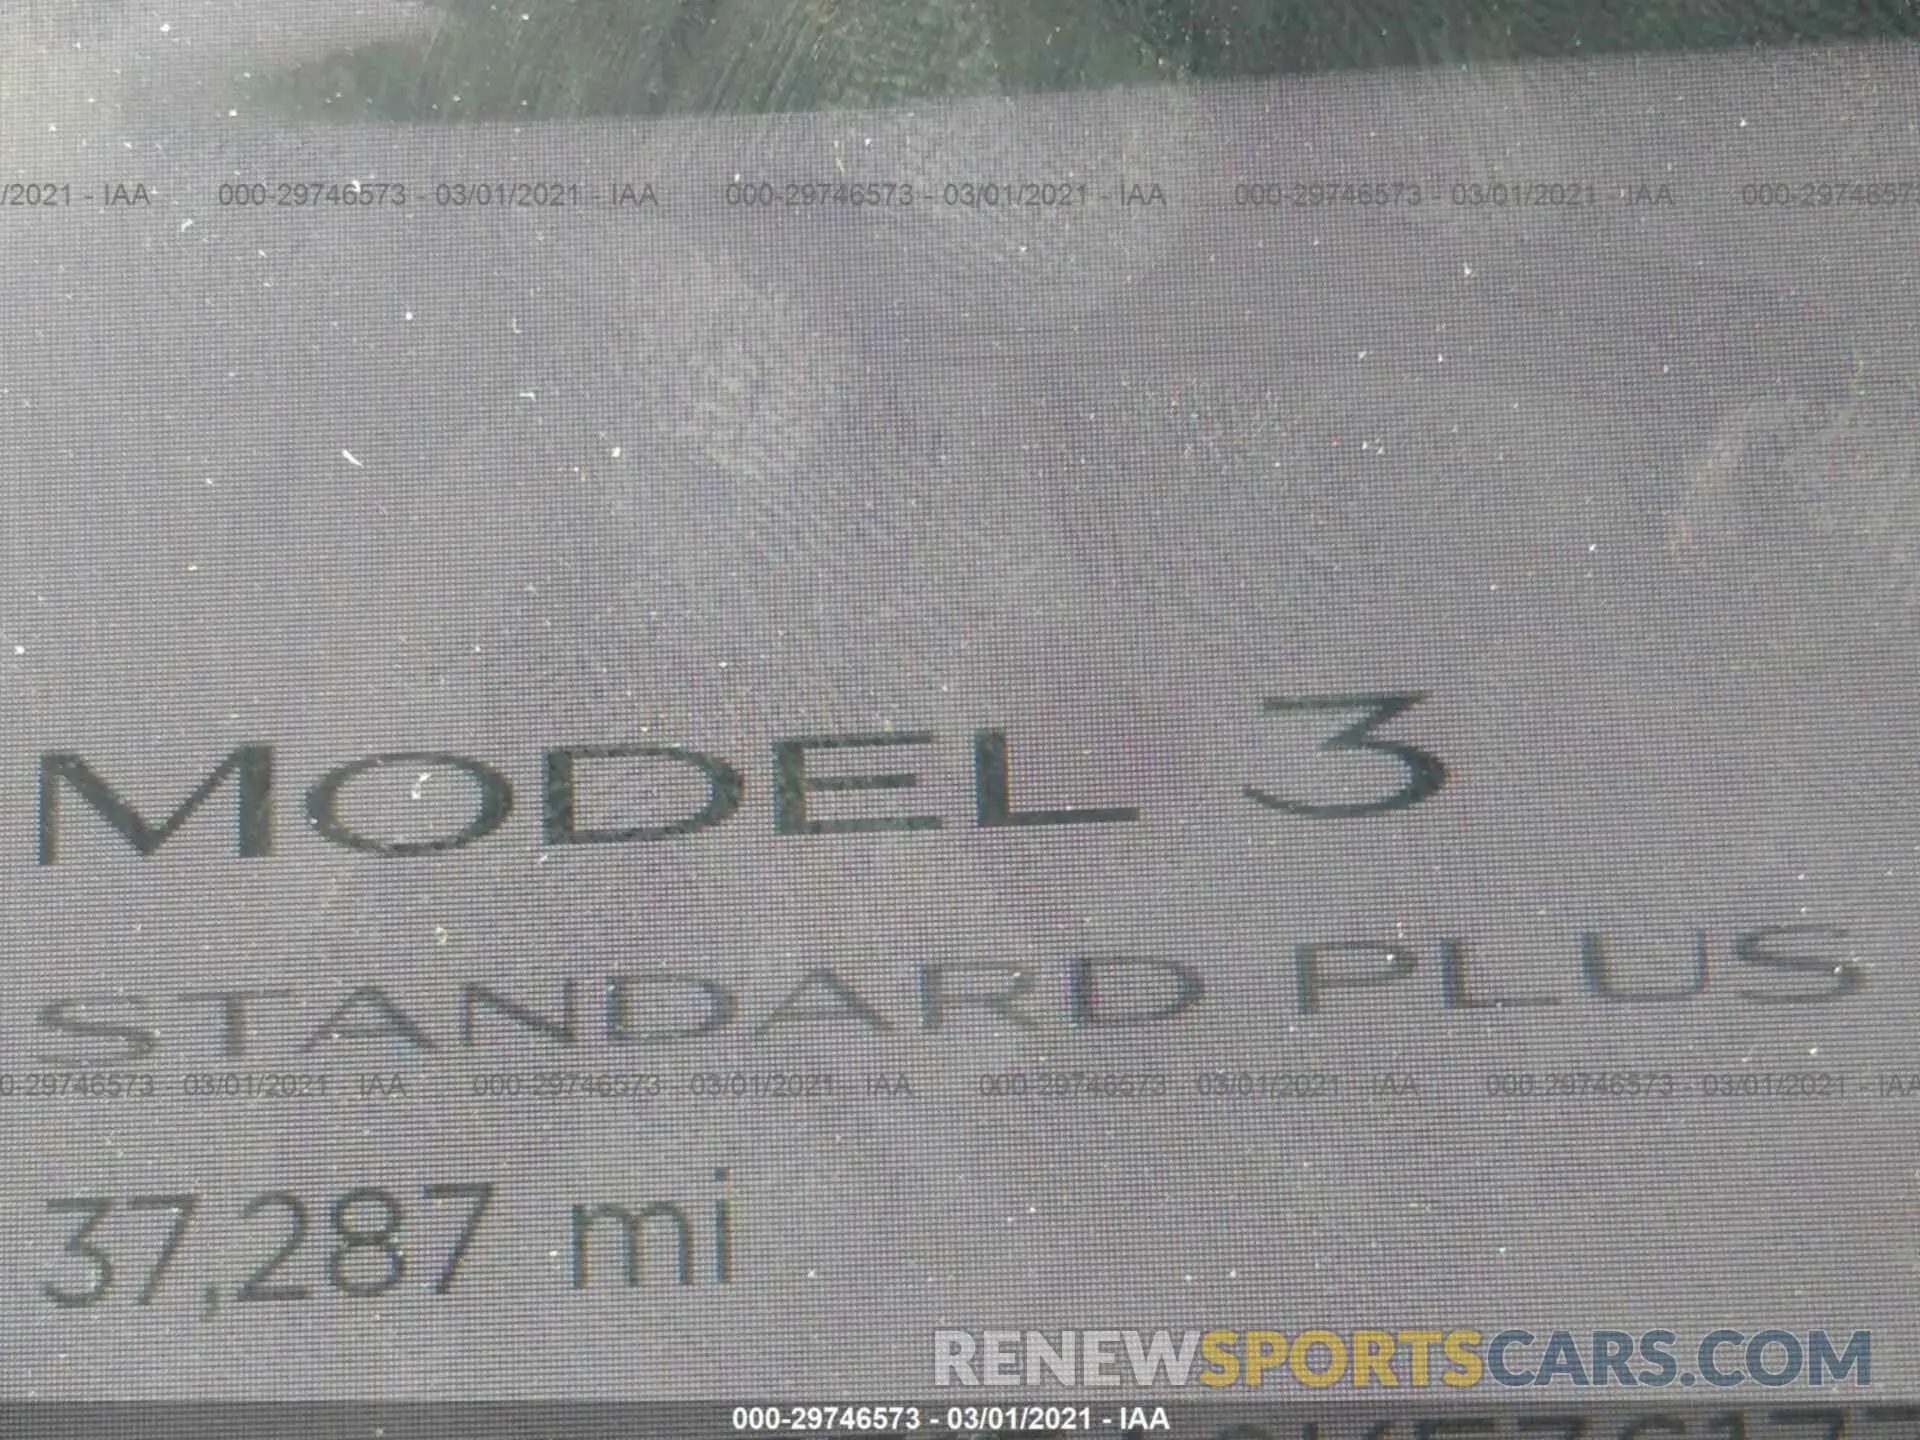 /2021 - IAA 000-29746573 - 03/01/2021 - IAA 000-29746573 - 03/01/2021 - IAA 000-29746573 - 03/01/2021 - IAA 000-29746573
MODEL 3
STANDARD PLUS
0-29746573 - 03/01/2021 - IAA 000-29746573 - 03/01/2021 - IAA 000-29746573 - 03/01/2021 - IAA 000-29746573 - 03/01/2021 - IAA
37,287 mi
RENEWSPORTSCARS.COM
000-29746573 - 03/01/2021 - IAA